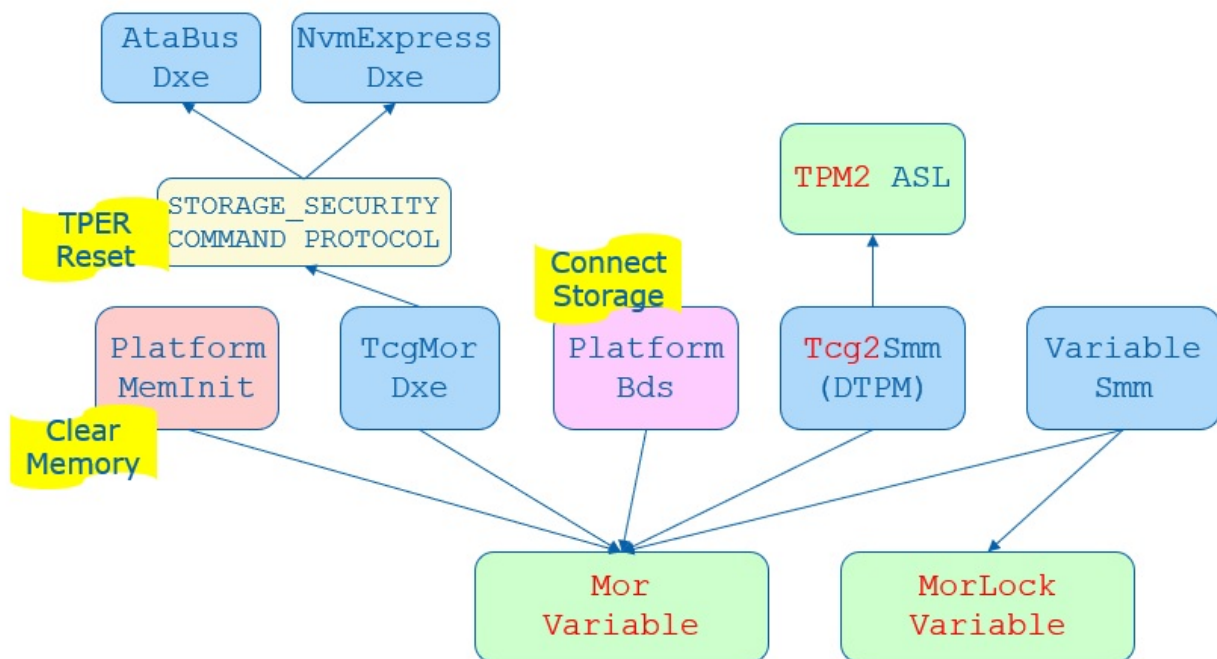 AtaBus
Dxe
NvmExpress
Dxe
TPER
Reset
STORAGE_SECURITY
COMMAND PROTOCOL
TPM2 ASL
Connect
Storage
Platform
MemInit
Clear
Memory
TcgMor
Dxe
Platform
Bds
Tcg2Smm
(DTPM)
Variable
Smm
Mor
Variable
MorLock
Variable